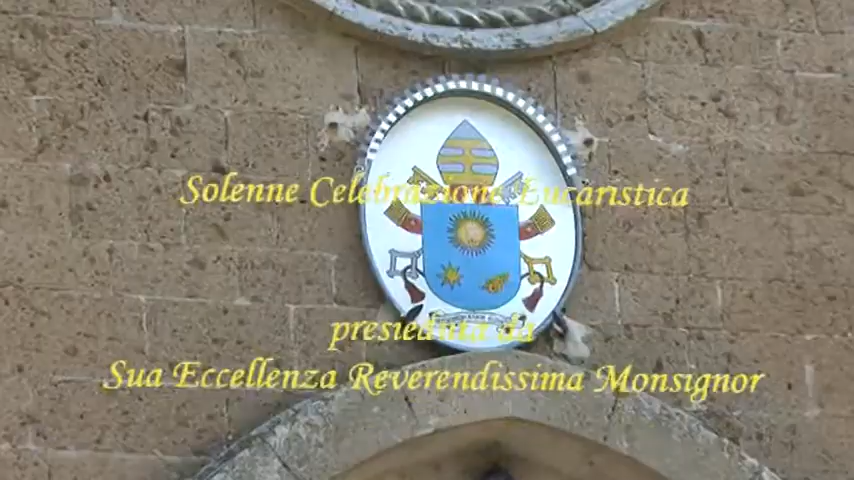 Solenne Celebrazione Eucaristica
presieduta da
Sua Eccellenza Reverendissima Monsignor